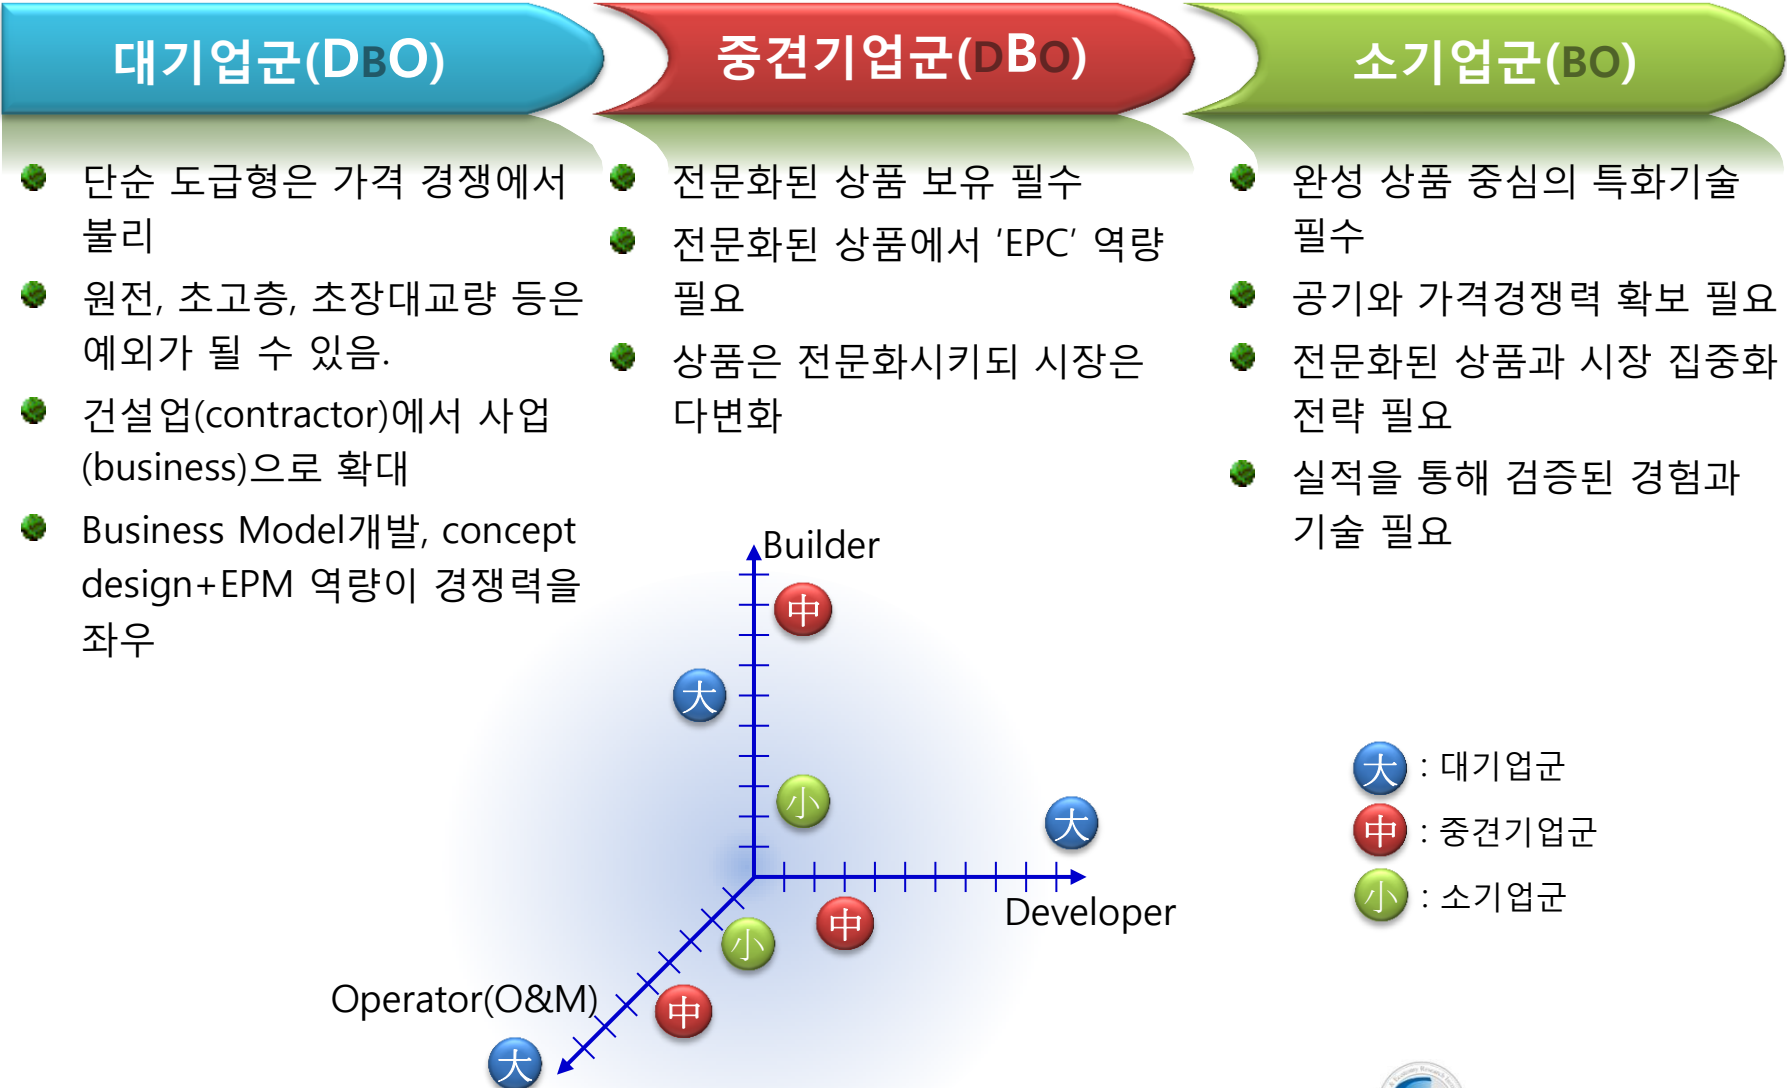 대기업군(DBO)
중견기업군(DBO)
소기업군(BO)
단순 도급형은 가격 경쟁에서
불리
원전, 초고층, 초장대교량 등은
예외가 될 수 있음.
건설업(contractor)에서 사업
(business)으로 확대
Business Model개발, concept
design+EPM 역량이 경쟁력을
좌우
전문화된 상품 보유 필수
전문화된 상품에서 ‘EPC’ 역량
필요
상품은 전문화시키되 시장은
다변화
완성 상품 중심의 특화기술
필수
공기와 가격경쟁력 확보 필요
전문화된 상품과 시장 집중화
전략 필요
실적을 통해 검증된 경험과
기술 필요
Builder
中
大
小
大
Developer
中
小
Operator(O&M)
中
大
大 : 대기업군
中 : 중견기업군
小 : 소기업군